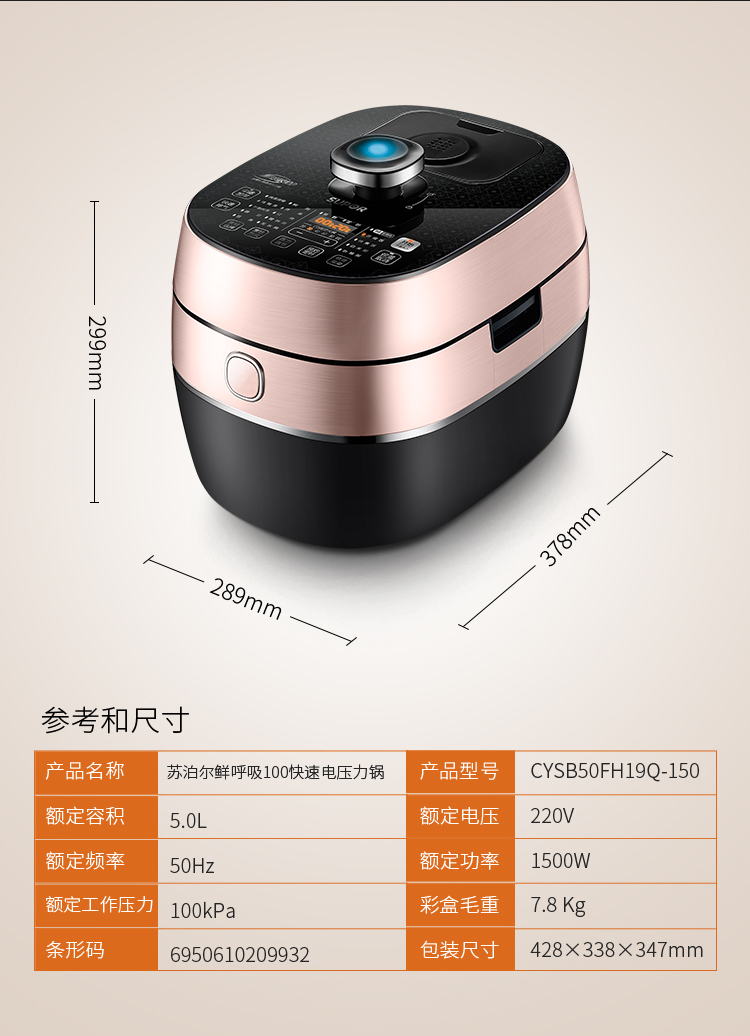 SUPOR
299mm
289mm
378mm
参考和尺寸
产品名称 苏泊尔鲜呼吸100快速电压力锅 产品型号 CYSB50FH19Q-150
额定容积 5.0L 额定电压 220V
额定频率 50Hz 额定功率 1500W
额定工作压力 100kPa 彩盒毛重 7.8 Kg
条形码 6950610209932 包装尺寸 428×338×347mm